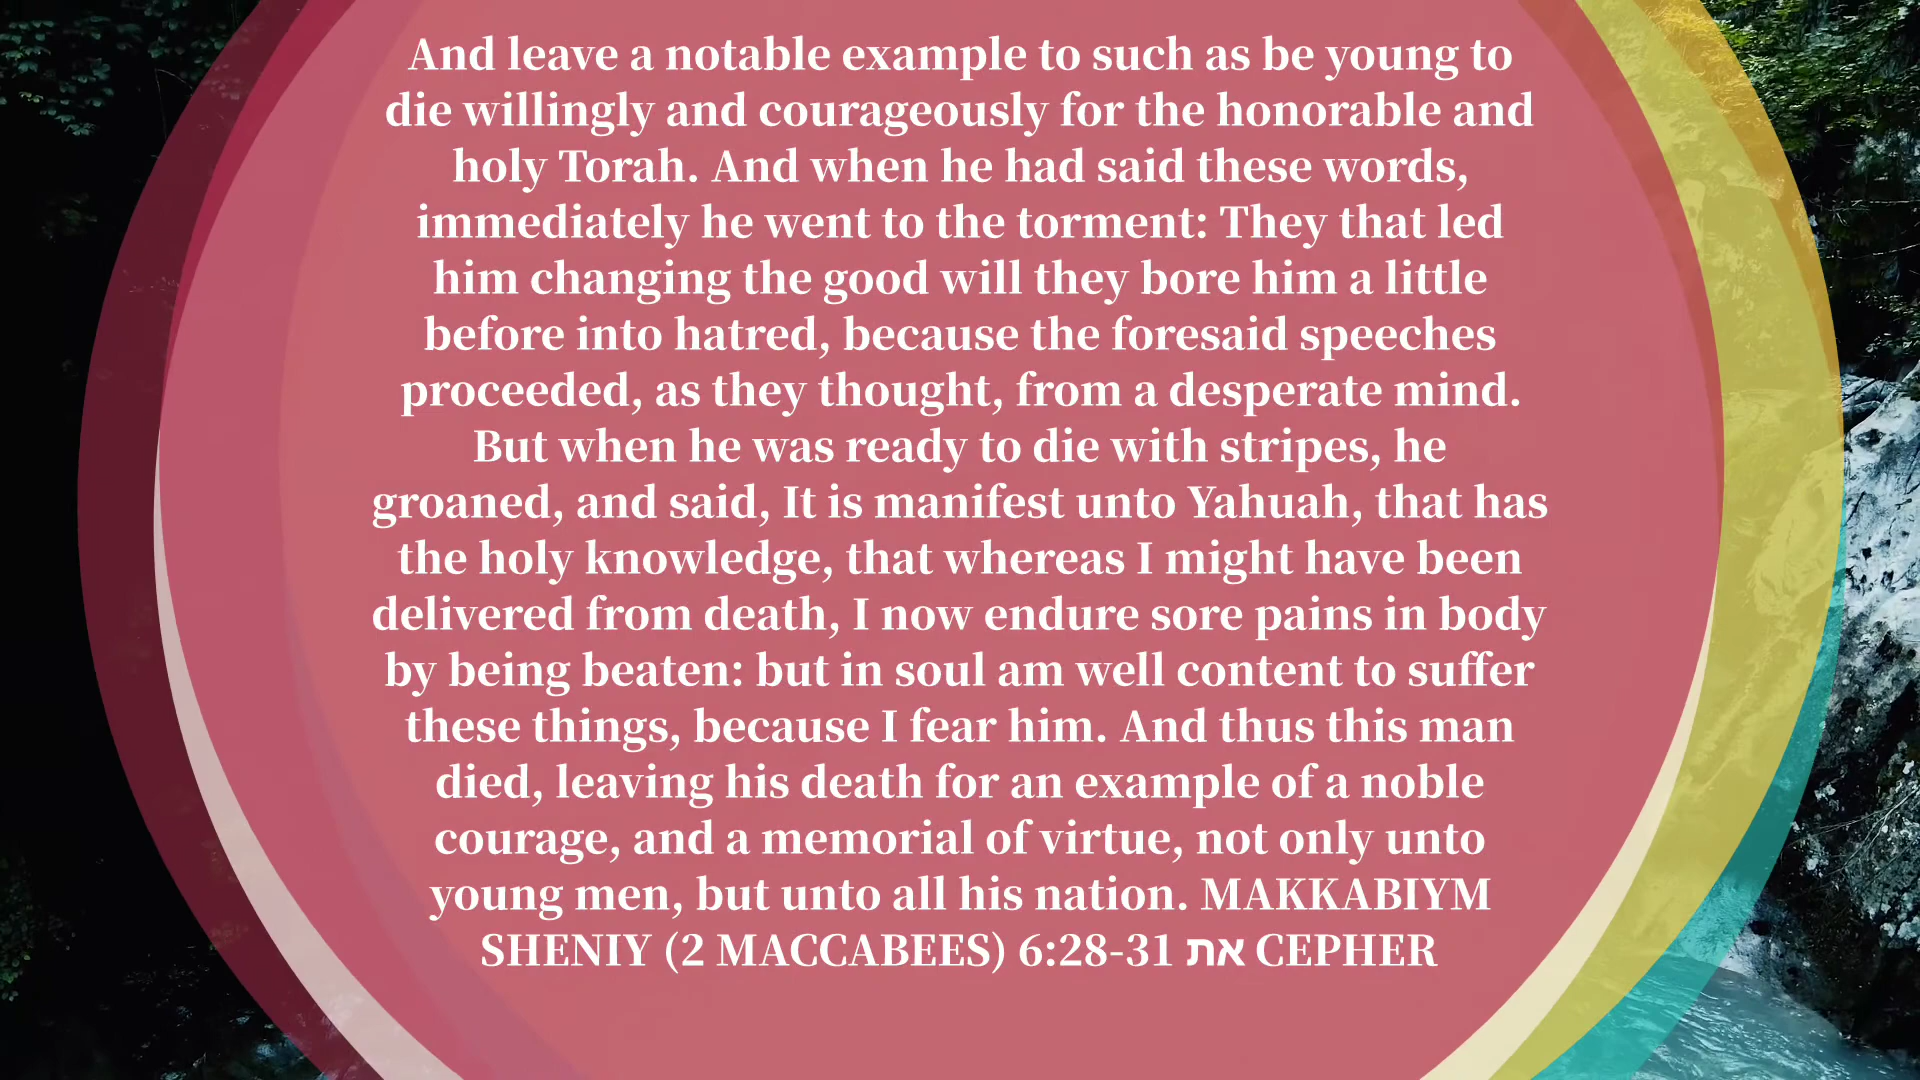 And leave a notable example to such as be young to
die willingly and courageously for the honorable and
holy Torah. And when he had said these words,
immediately he went to the torment: They that led
him changing the good will they bore him a little
before into hatred, because the foresaid speeches
proceeded, as they thought, from a desperate mind.
But when he was ready to die with stripes, he
groaned, and said, It is manifest unto Yahuah, that has
the holy knowledge, that whereas I might have been
delivered from death, I now endure sore pains in body
by being beaten: but in soul am well content to suffer
these things, because I fear him. And thus this man
died, leaving his death for an example of a noble
courage, and a memorial of virtue, not only unto
young men, but unto all his nation. MAKKABIYM
SHENIY (2 MACCABEES) 6:28-31 את CEPHER